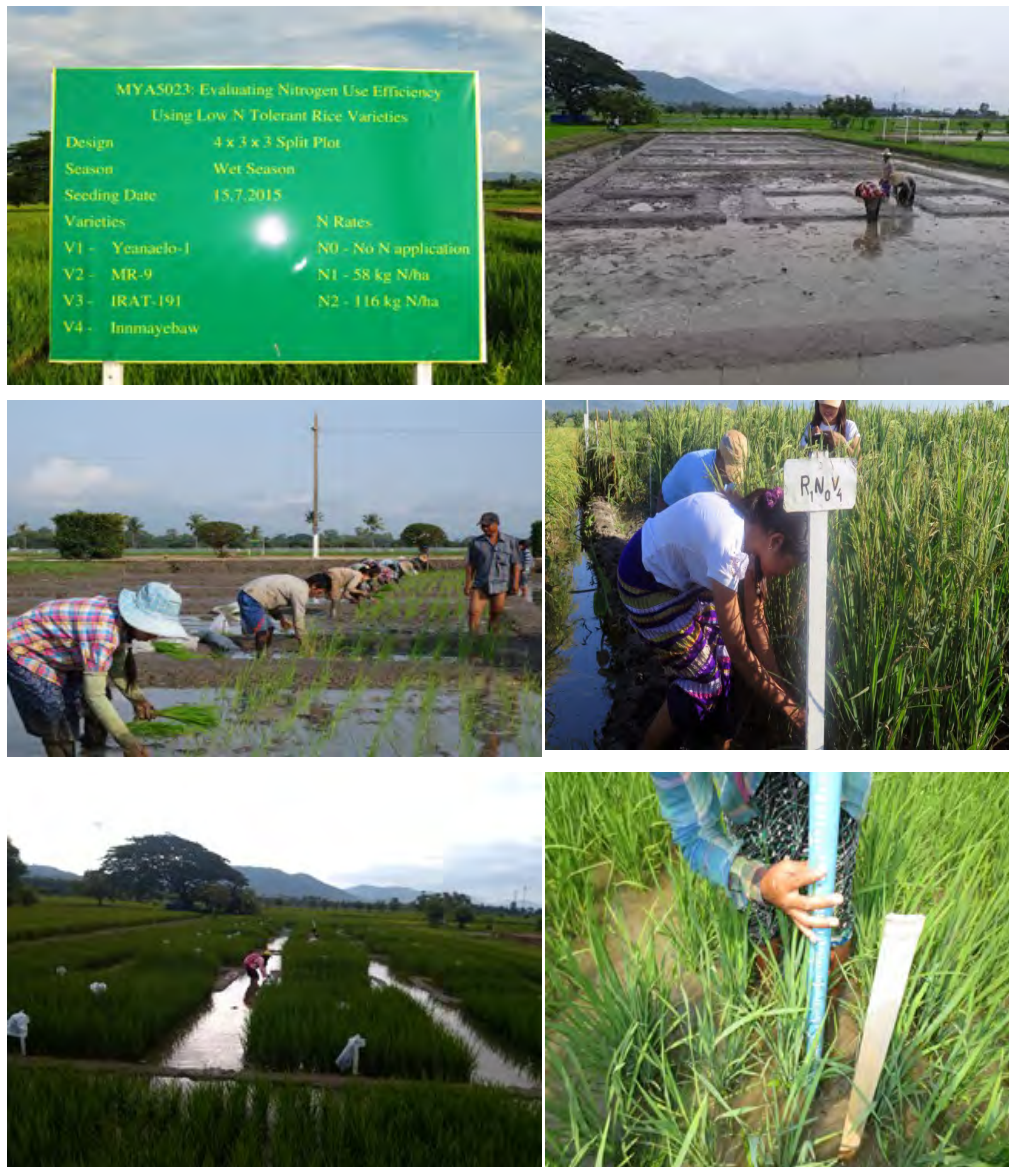 MYA5023: Evaluating Nitrogen Use Efficiency
Using Low N Tolerant Rice Varieties
Design 4 x 3 x 3 Split Plot
Season Wet Season
Seeding Date 15.7.2015
Varieties N Rates
V1 - Yeanaelo-1 N0 - No N application
V2 - MR-9 N1 - 58 kg N/ha
V3 - IRAT-191 N2 - 116 kg N/ha
V4 - Innmayebaw
R1N0V4